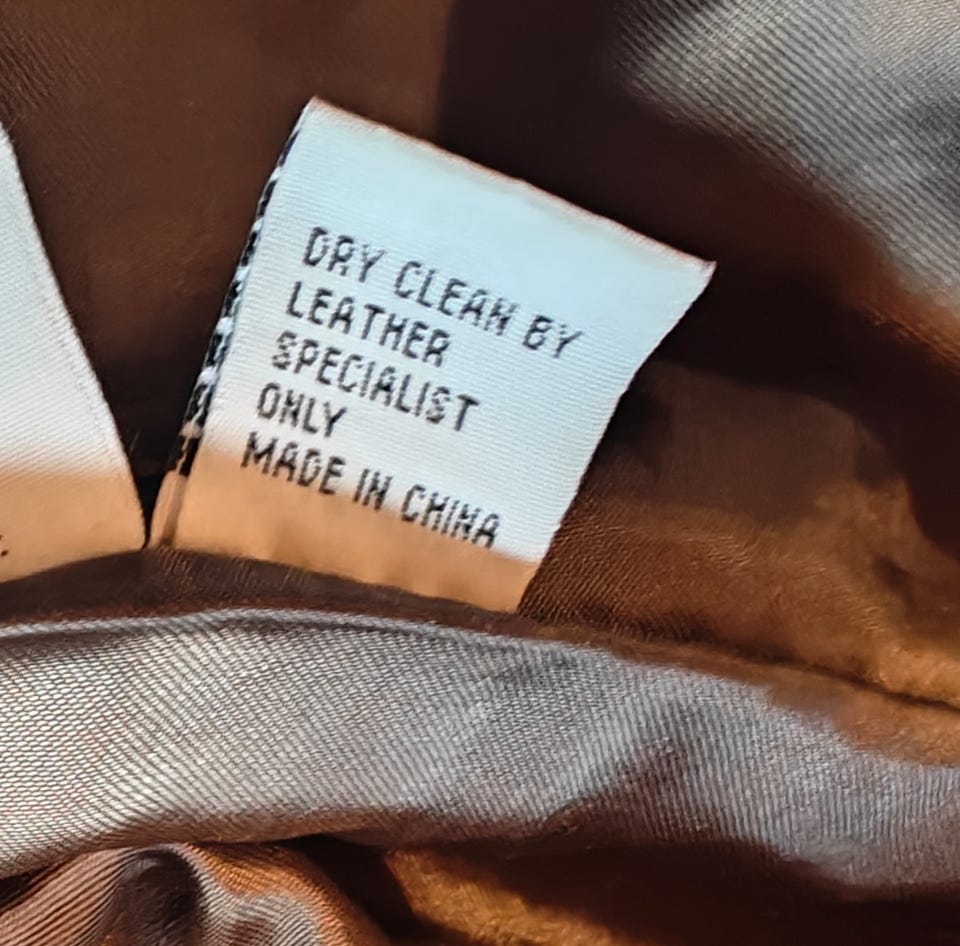 DRY CLEAN BY
LEATHER
SPECIALIST
ONLY
MADE IN CHINA